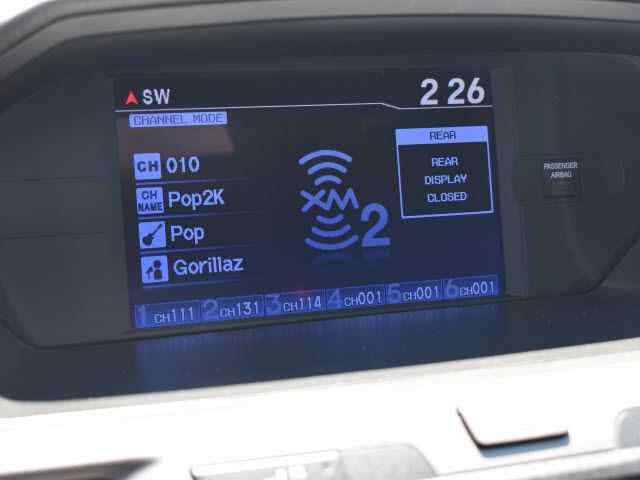 SW
2 26
CHANNEL MODE
REAR
REAR
DISPLAY
CLOSED
CH 010
CH NAME Pop2K
Pop
Gorillaz
XM 2
1 CH111 2 CH131 3 CH114 4 CH001 5 CH001 6 CH001
PASSENGER
AIRBAG